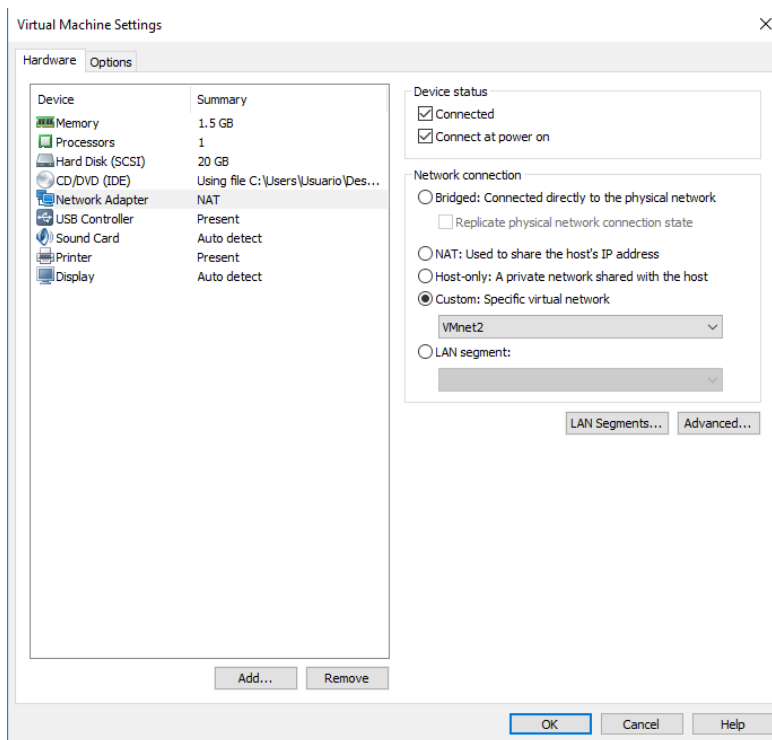 Virtual Machine Settings
Hardware
Options
Device Summary
Memory 1.5 GB
Processors 1
Hard Disk (SCSI) 20 GB
CD/DVD (IDE) Using file C:\Users\Usuario\Des...
Network Adapter NAT
USB Controller Present
Sound Card Auto detect
Printer Present
Display Auto detect
Add... Remove
Device status
Connected
Connect at power on
Network connection
Bridged: Connected directly to the physical network
Replicate physical network connection state
NAT: Used to share the host's IP address
Host-only: A private network shared with the host
Custom: Specific virtual network
VMnet2
LAN segment:
LAN Segments... Advanced...
OK Cancel Help